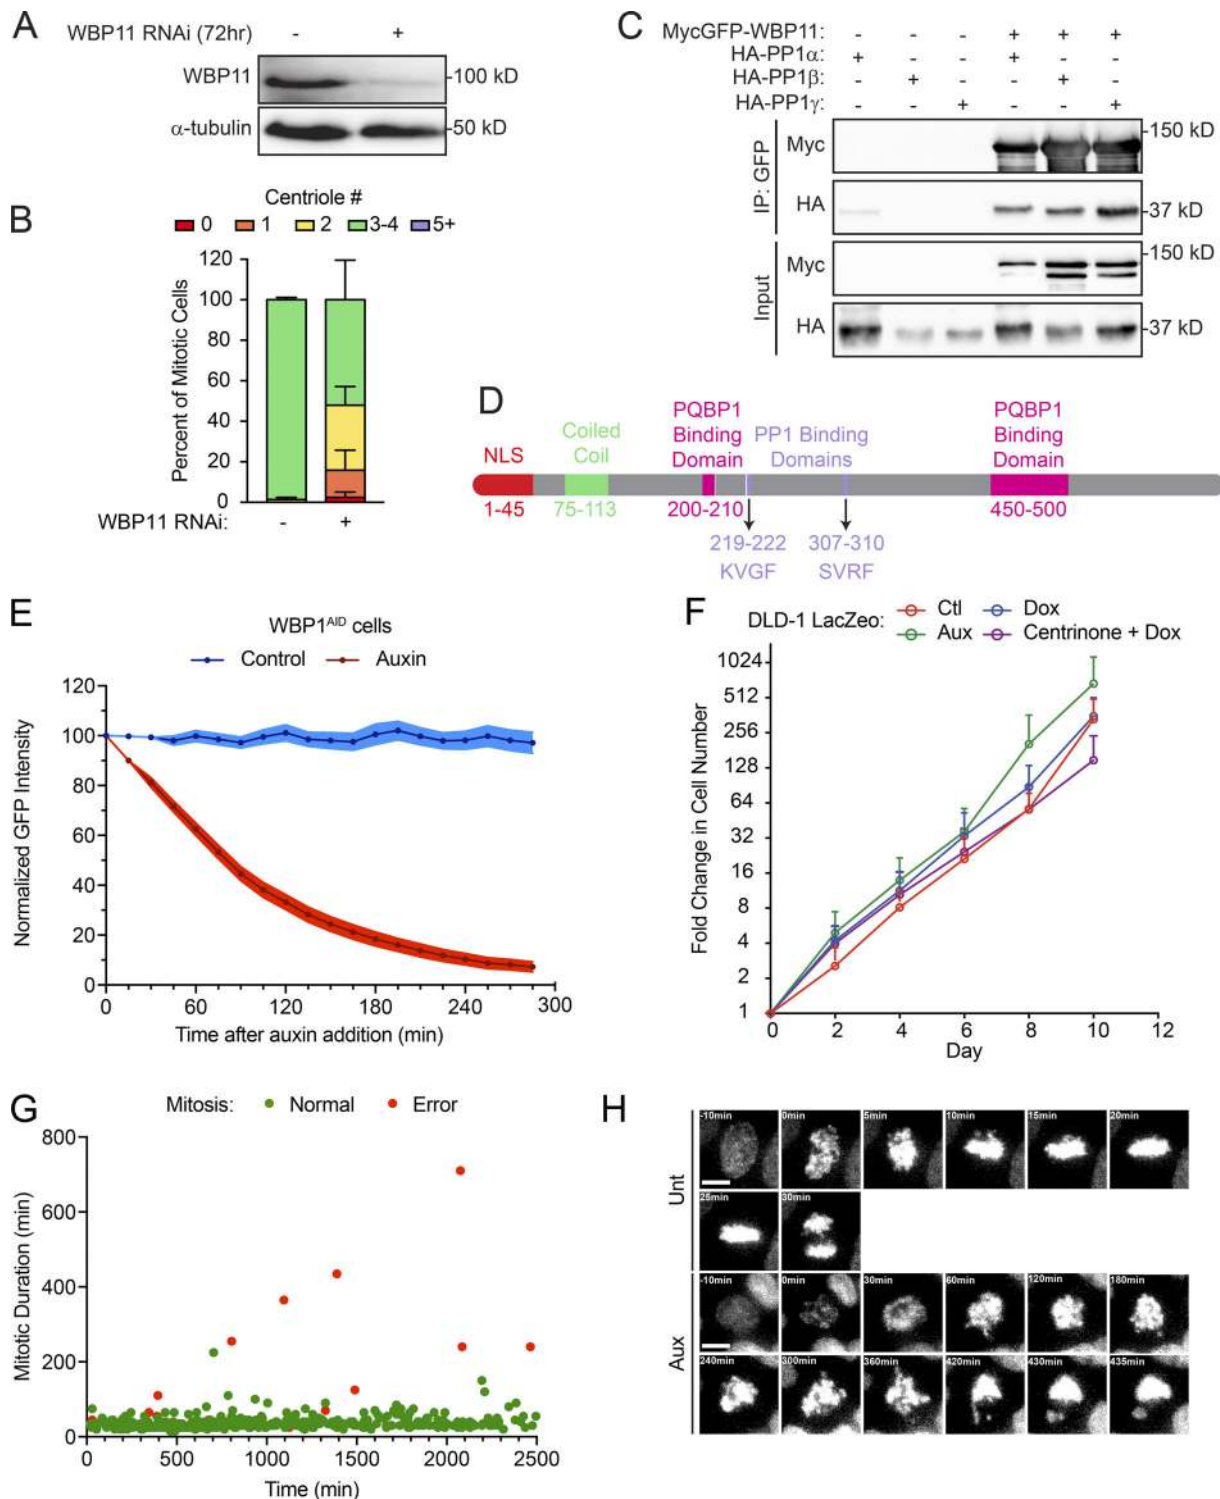 A
WBP11 RNAi (72hr) - +
WBP11
-100 kD
α-tubulin
-50 kD
B
Centriole #
0 1 2 3-4 5+
Percent of Mitotic Cells
120
100
80
60
40
20
0
WBP11 RNAi: - +
C
MycGFP-WBP11: - - - + + +
HA-PP1α: + - - + - -
HA-PP1β: - + - - + -
HA-PP1γ: - - + - - +
IP: GFP
Myc
-150 kD
HA
-37 kD
Input
Myc
-150 kD
HA
-37 kD
D
NLS
1-45
Coiled
Coil
75-113
PQBP1
Binding
Domain
200-210
PP1 Binding
Domains
219-222
KVGF
307-310
SVRF
PQBP1
Binding
Domain
450-500
E
WBP1AID cells
Control Auxin
Normalized GFP Intensity
120
100
80
60
40
20
0
0 60 120 180 240 300
Time after auxin addition (min)
F
DLD-1 LacZeo:
Ctl Dox
Aux Centrinone + Dox
Fold Change in Cell Number
1024
512
256
128
64
32
16
8
4
2
1
0 2 4 6 8 10 12
Day
G
Mitosis: Normal Error
Mitotic Duration (min)
800
600
400
200
0
0 500 1000 1500 2000 2500
Time (min)
H
Unt
-10min 0min 5min 10min 15min 20min
25min 30min
Aux
-10min 0min 30min 60min 120min 180min
240min 300min 360min 420min 430min 435min